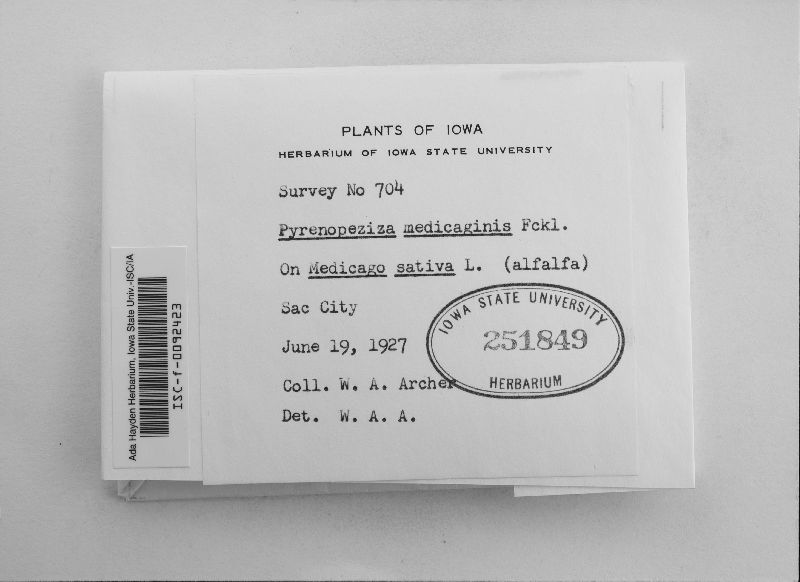 PLANTS OF IOWA
HERBARIUM OF IOWA STATE UNIVERSITY
Survey No 704
Pyrenopeziza medicaginis Fckl.
On Medicago sativa L. (alfalfa)
Sac City
June 19, 1927
Coll. W. A. Archer
Det. W. A. A.
IOWA STATE UNIVERSITY
251849
HERBARIUM
Ada Hayden Herbarium, Iowa State Univ.-ISC/IA
ISC-f-0092423